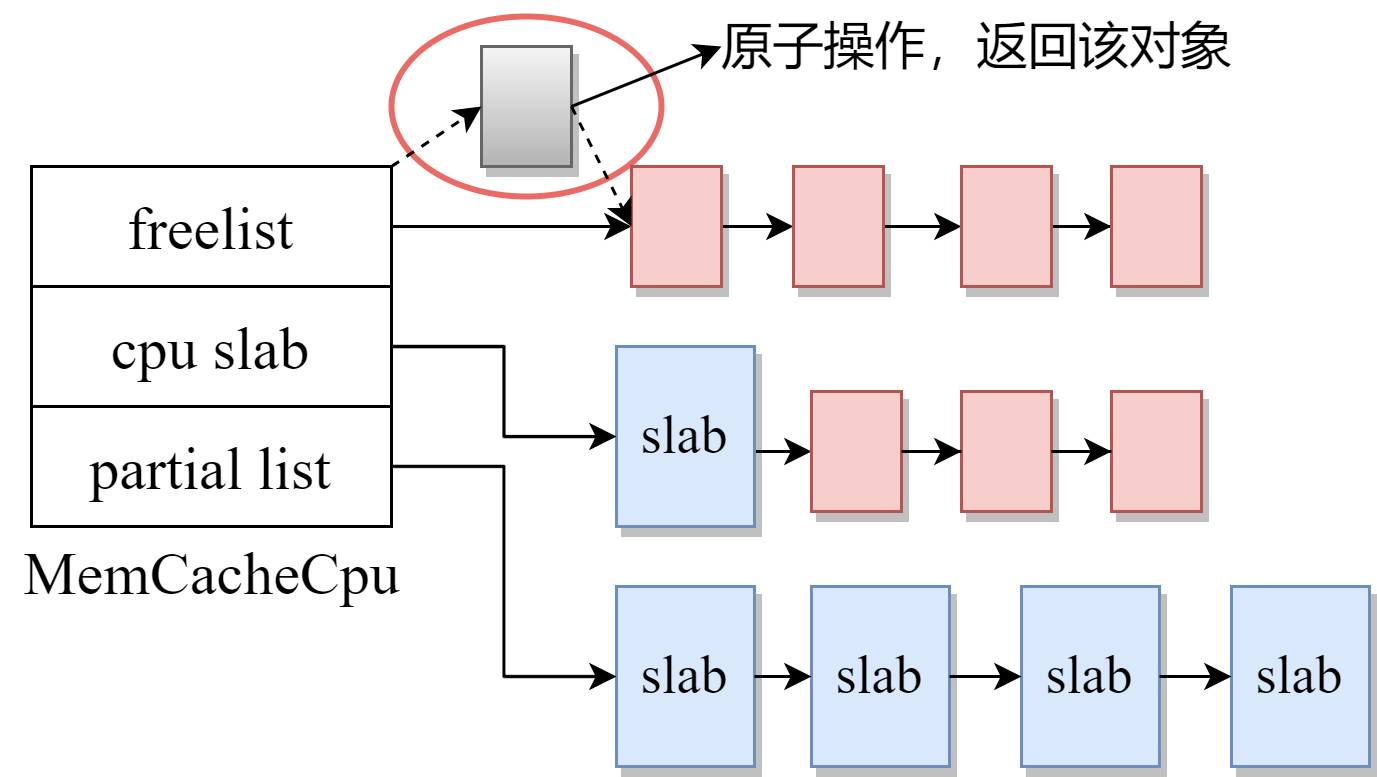 原子操作，返回该对象
freelist
cpu slab
slab
partial list
MemCacheCpu
slab
slab
slab
slab